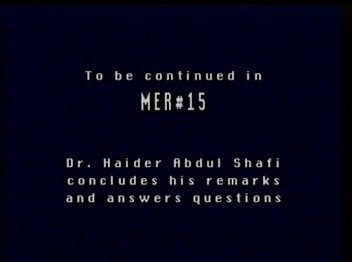 To be continued in
MER#15
Dr. Haider Abdul Shafi
concludes his remarks
and answers questions